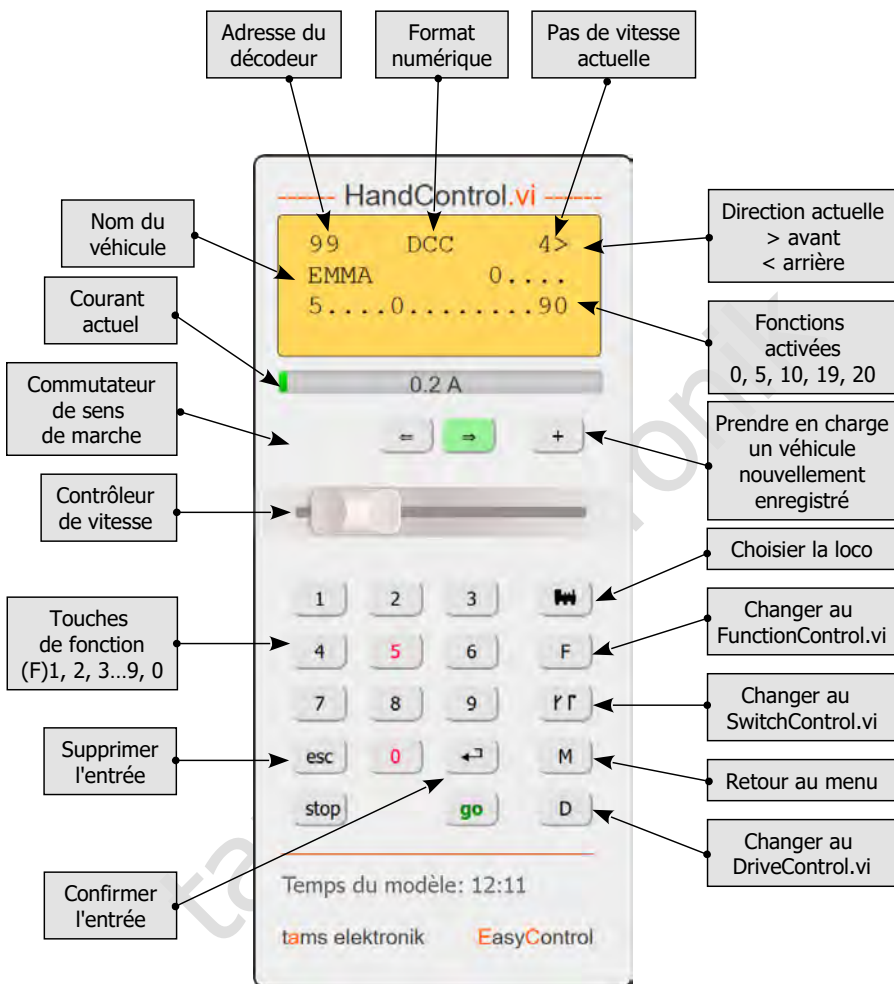 Adresse du
décodeur
Format
numérique
Pas de vitesse
actuelle
HandControl.vi
99 DCC 4>
EMMA 0....
5....0........90
0.2 A
⇐ ⇒ +
Nom du
véhicule
Courant
actuel
Commutateur
de sens
de marche
Contrôleur
de vitesse
Touches
de fonction
(F)1, 2, 3...9, 0
Supprimer
l'entrée
Confirmer
l'entrée
Direction actuelle
> avant
< arrière
Fonctions
activées
0, 5, 10, 19, 20
Prendre en charge
un véhicule
nouvellement
enregistré
Choisier la loco
Changer au
FunctionControl.vi
Changer au
SwitchControl.vi
Retour au menu
Changer au
DriveControl.vi
1 2 3
4 5 6 F
7 8 9
esc 0 M
stop go D
Temps du modèle: 12:11
tams elektronik EasyControl